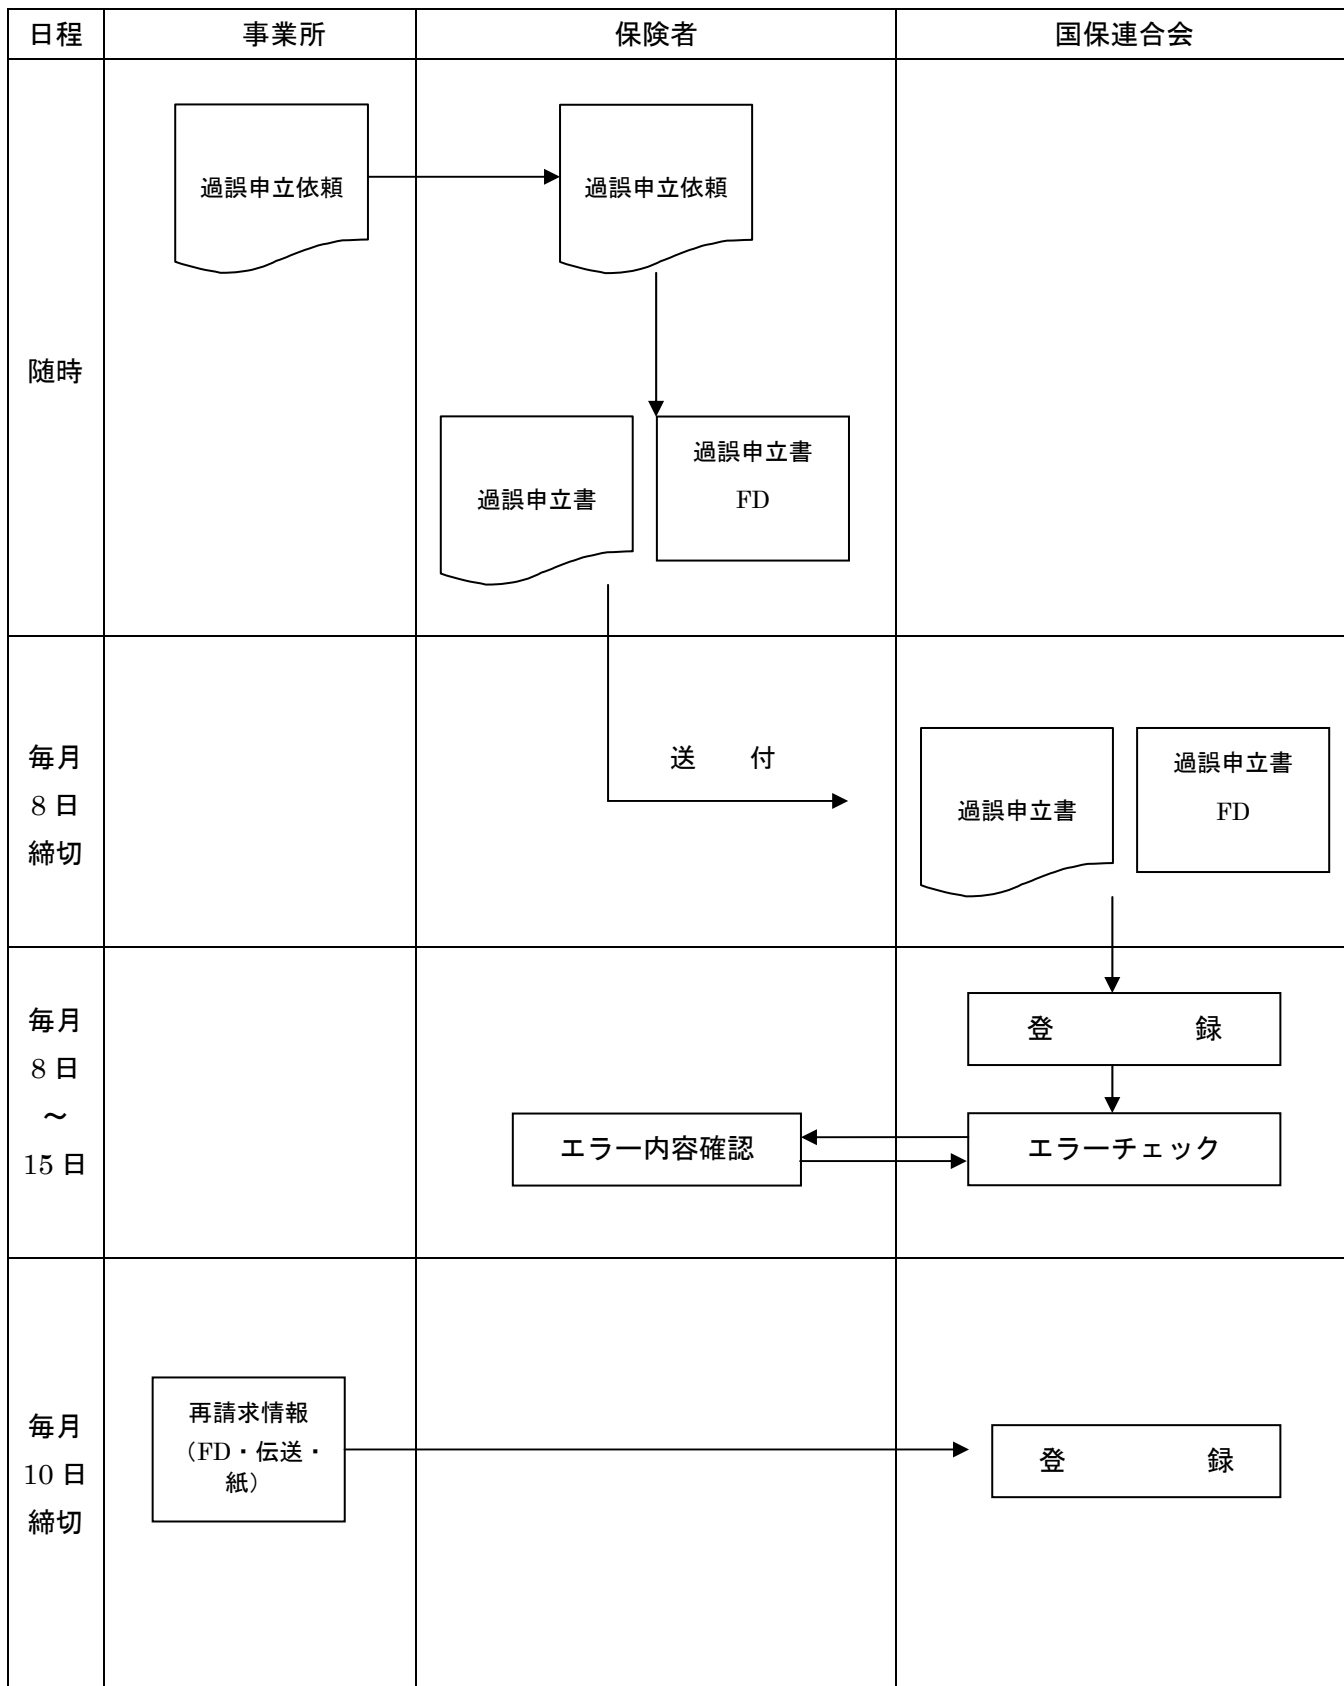 日程 事業所 保険者 国保連合会
随時
過誤申立依頼
過誤申立依頼
過誤申立書
過誤申立書
FD
毎月
8 日
締切
送 付
過誤申立書
過誤申立書
FD
毎月
8 日
～
15 日
登 録
エラー内容確認
エラーチェック
毎月
10 日
締切
再請求情報
（FD・伝送・
紙）
登 録